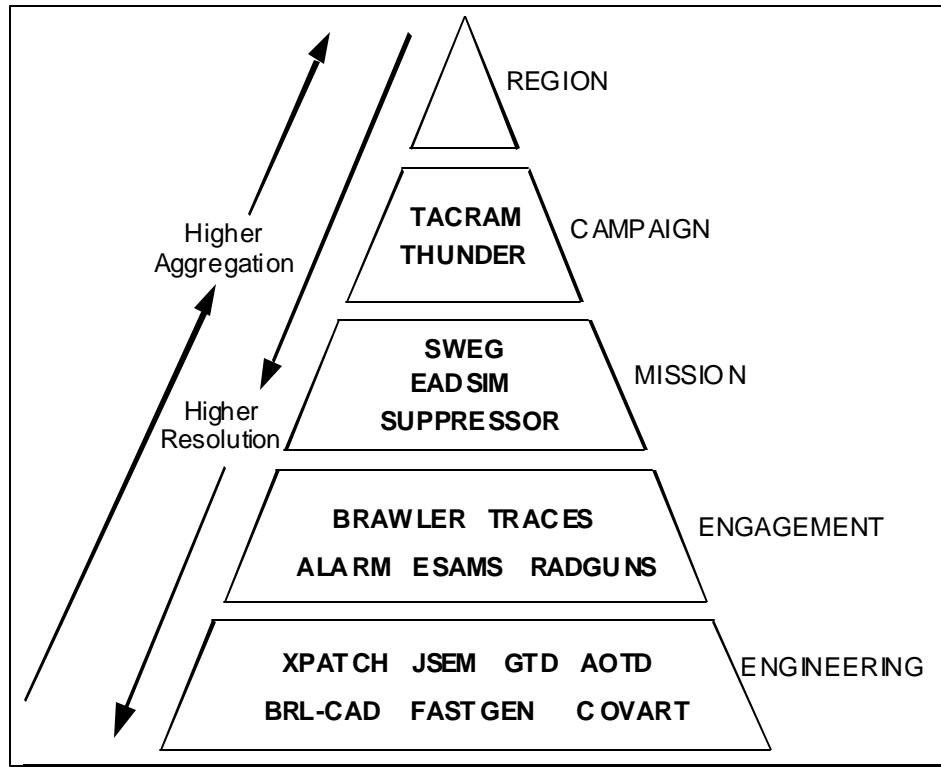 REGION
TACRAM
THUNDER
CAMPAIGN
Higher
Aggregation
SWEG
EADSIM
SUPPRESSOR
MISSION
Higher
Resolution
BRAWLER TRACES
ALARM ESAMS RADGUNS
ENGAGEMENT
XPATCH JSEM GTD AOTD
BRL-CAD FASTGEN COVART
ENGINEERING